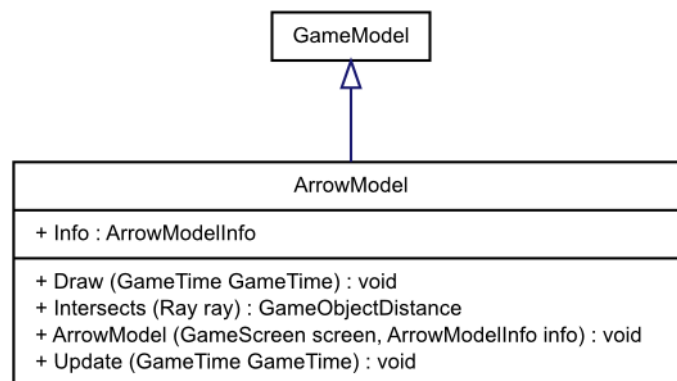 GameModel
ArrowModel
+ Info : ArrowModelInfo
+ Draw (GameTime GameTime) : void
+ Intersects (Ray ray) : GameObjectDistance
+ ArrowModel (GameScreen screen, ArrowModelInfo info) : void
+ Update (GameTime GameTime) : void